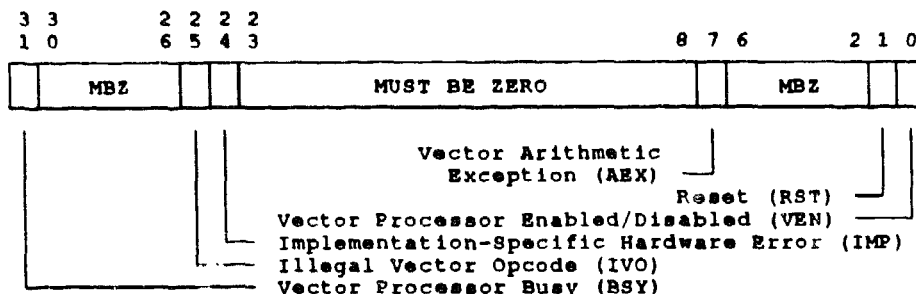 3 3 2 2 2 2
1 0 6 5 4 3 8 7 6 2 1 0
MBZ MUST BE ZERO MBZ
Vector Arithmetic
Exception (AEX)
Reset (RST)
Vector Processor Enabled/Disabled (VEN)
Implementation-Specific Hardware Error (IMP)
Illegal Vector Opcode (IVO)
Vector Processor Busy (BSY)